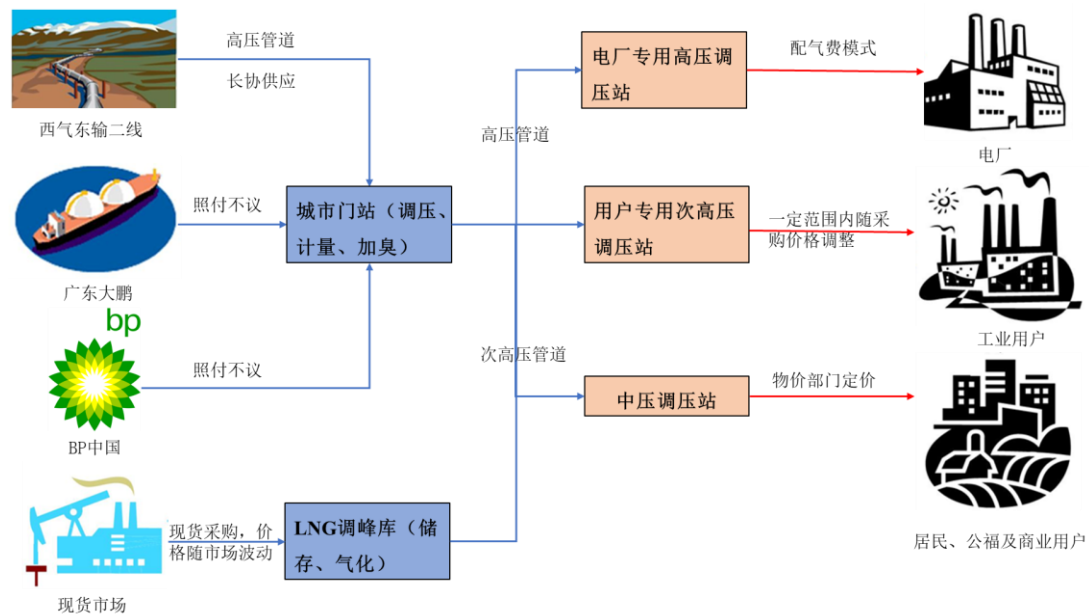 高压管道
长协供应
西气东输二线
照付不议
广东大鹏
bp
照付不议
BP中国
现货采购，价
格随市场波动
现货市场
城市门站（调压、
计量、加臭）
LNG调峰库（储
存、气化）
高压管道
次高压管道
电厂专用高压调
压站
用户专用次高压
调压站
中压调压站
配气费模式
电厂
一定范围内随采
购价格调整
工业用户
物价部门定价
居民、公福及商业用户